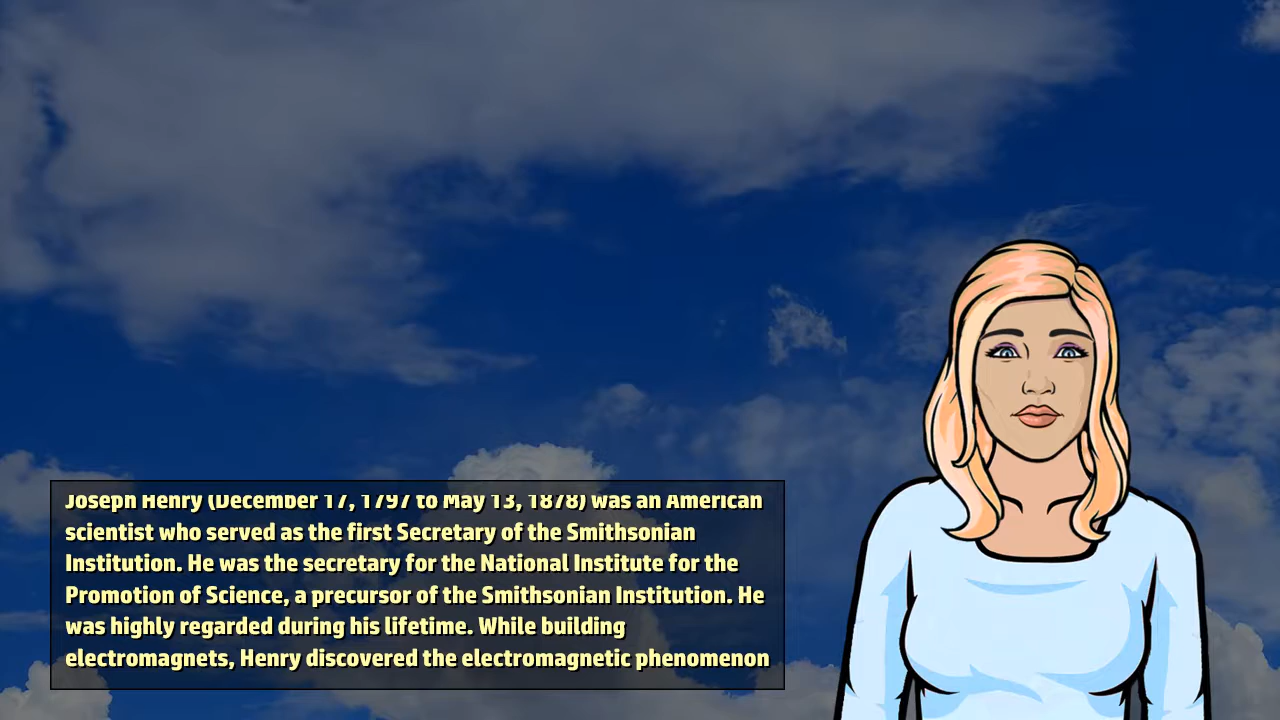 Joseph Henry (December 17, 1797 to May 13, 1878) was an American
scientist who served as the first Secretary of the Smithsonian
Institution. He was the secretary for the National Institute for the
Promotion of Science, a precursor of the Smithsonian Institution. He
was highly regarded during his lifetime. While building
electromagnets, Henry discovered the electromagnetic phenomenon